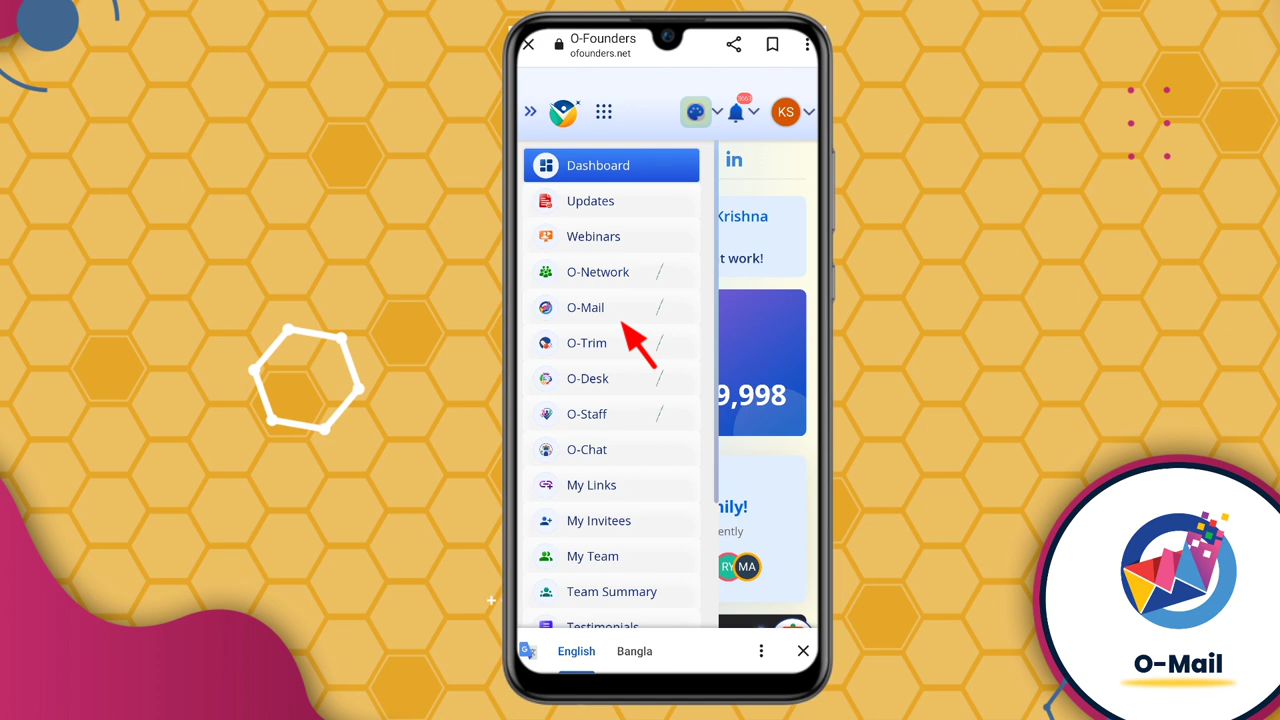 O-Founders
ofounders.net
KS
Dashboard
in
Updates
Krishna
Webinars
t work!
O-Network
O-Mail
O-Trim
O-Desk
9,998
O-Staff
O-Chat
My Links
nily!
My Invitees
ently
My Team
RY MA
Team Summary
Testimonials
English Bangla
O-Mail